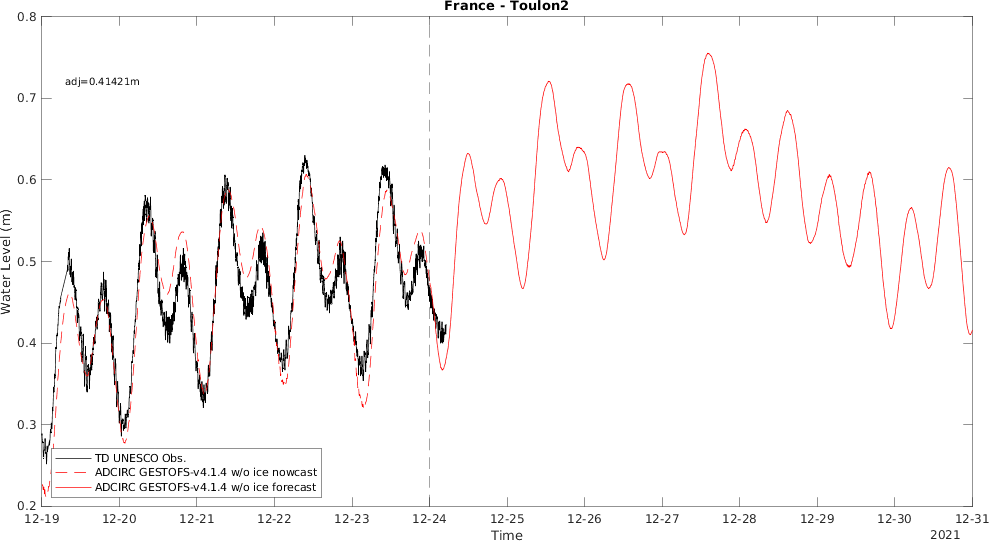 France - Toulon2
0.8
0.7
0.6
0.5
0.4
0.3
0.2
Water Level (m)
adj=0.41421m
TD UNESCO Obs.
ADCIRC GESTOFS-v4.1.4 w/o ice nowcast
ADCIRC GESTOFS-v4.1.4 w/o ice forecast
12-19 12-20 12-21 12-22 12-23 12-24 12-25 12-26 12-27 12-28 12-29 12-30 12-31
Time
2021